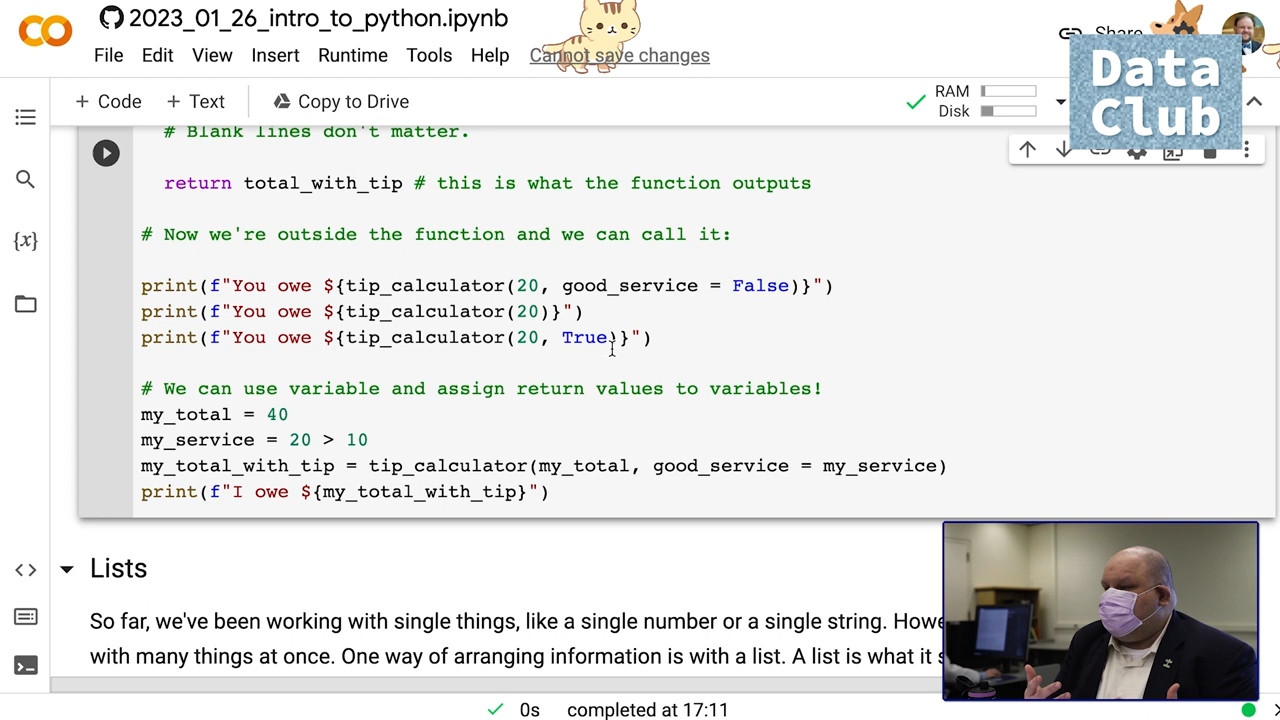 2023_01_26_intro_to_python.ipynb
File Edit View Insert Runtime Tools Help Cannot save changes
Share
Data
Club
+ Code + Text Copy to Drive
RAM
Disk
# Blank lines don't matter.
return total_with_tip # this is what the function outputs
# Now we're outside the function and we can call it:
print(f"You owe ${tip_calculator(20, good_service = False)}")
print(f"You owe ${tip_calculator(20)}")
print(f"You owe ${tip_calculator(20, True)}")
# We can use variable and assign return values to variables!
my_total = 40
my_service = 20 > 10
my_total_with_tip = tip_calculator(my_total, good_service = my_service)
print(f"I owe ${my_total_with_tip}")
Lists
So far, we've been working with single things, like a single number or a single string.
with many things at once. One way of arranging information is with a list. A list is what it
0s completed at 17:11